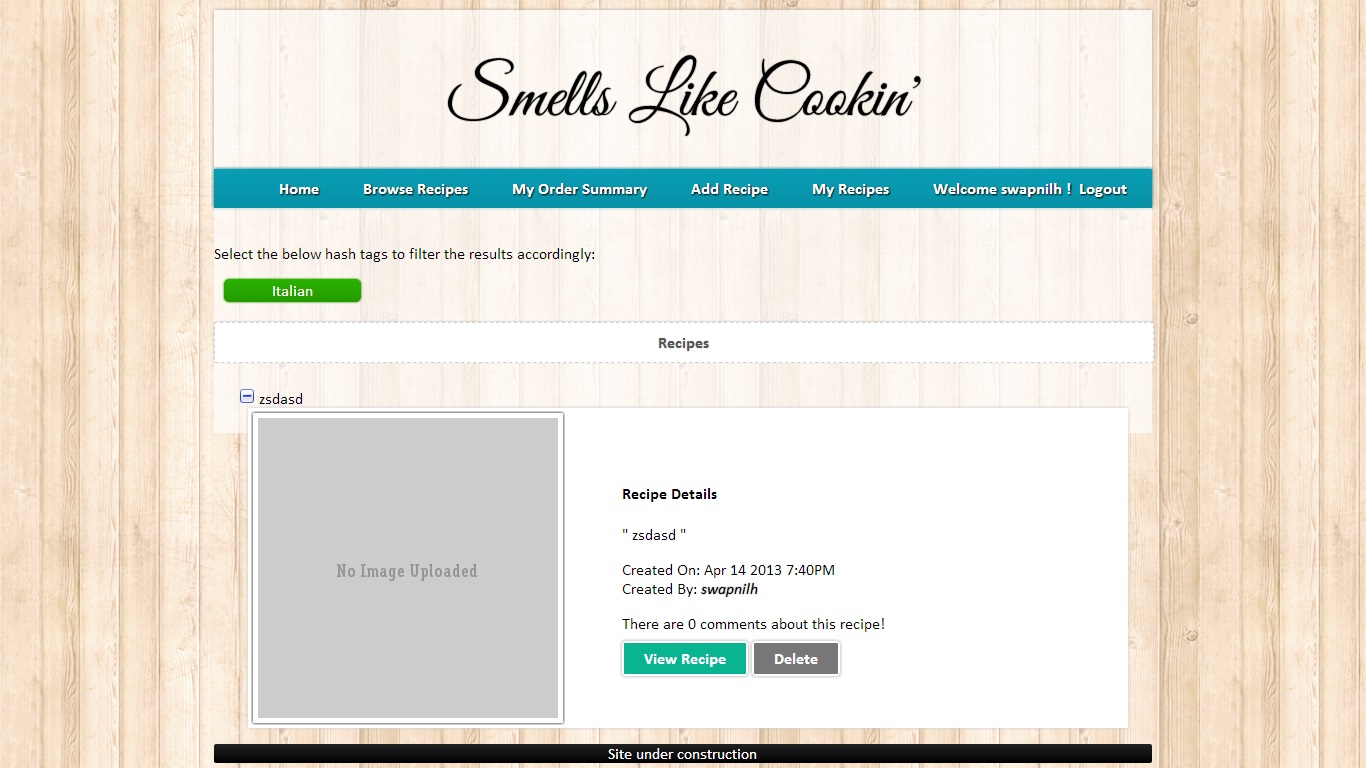 Smells Like Cookin'
Home Browse Recipes My Order Summary Add Recipe My Recipes Welcome swapnilh ! Logout
Select the below hash tags to filter the results accordingly:
Italian
Recipes
zsdasd
No Image Uploaded
Recipe Details
" zsdasd "
Created On: Apr 14 2013 7:40PM
Created By: swapnilh
There are 0 comments about this recipe!
View Recipe Delete
Site under construction